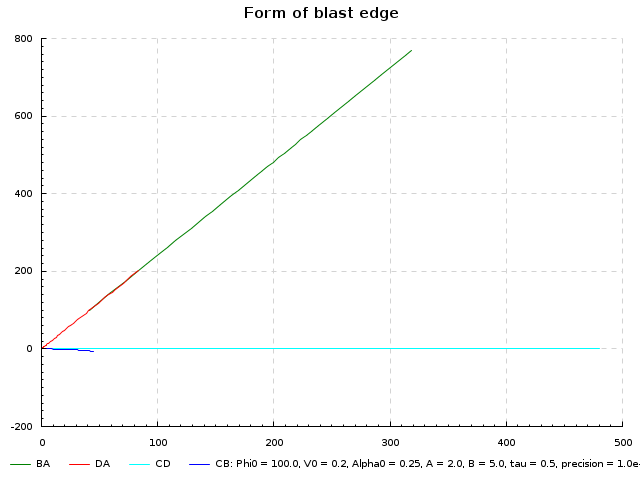 Form of blast edge
800
600
400
200
0
-200
0 100 200 300 400 500
BA DA CD CB: Phi0 = 100.0, V0 = 0.2, Alpha0 = 0.25, A = 2.0, B = 5.0, tau = 0.5, precision = 1.0e-